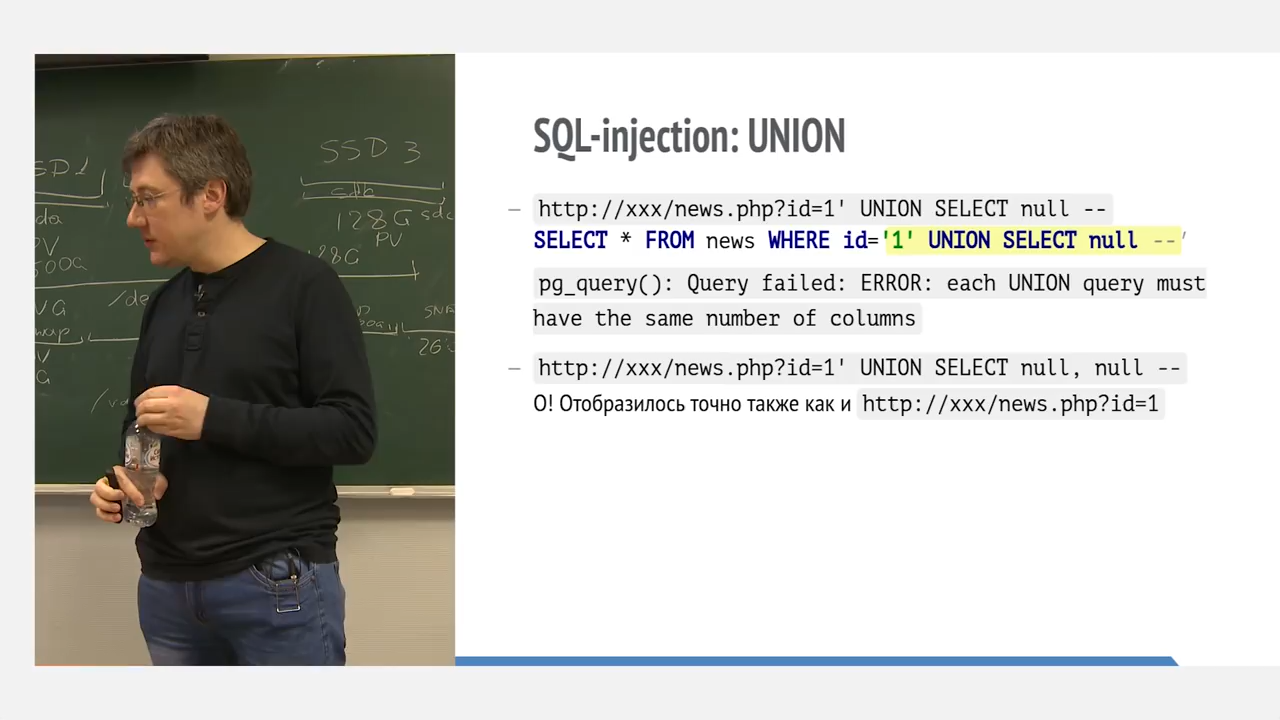 SQL-injection: UNION
– http://xxx/news.php?id=1' UNION SELECT null --
SELECT * FROM news WHERE id='1' UNION SELECT null --'
pg_query(): Query failed: ERROR: each UNION query must
have the same number of columns
– http://xxx/news.php?id=1' UNION SELECT null, null --
О! Отобразилось точно также как и http://xxx/news.php?id=1
SSD 3
sdb
128G sdc
PV